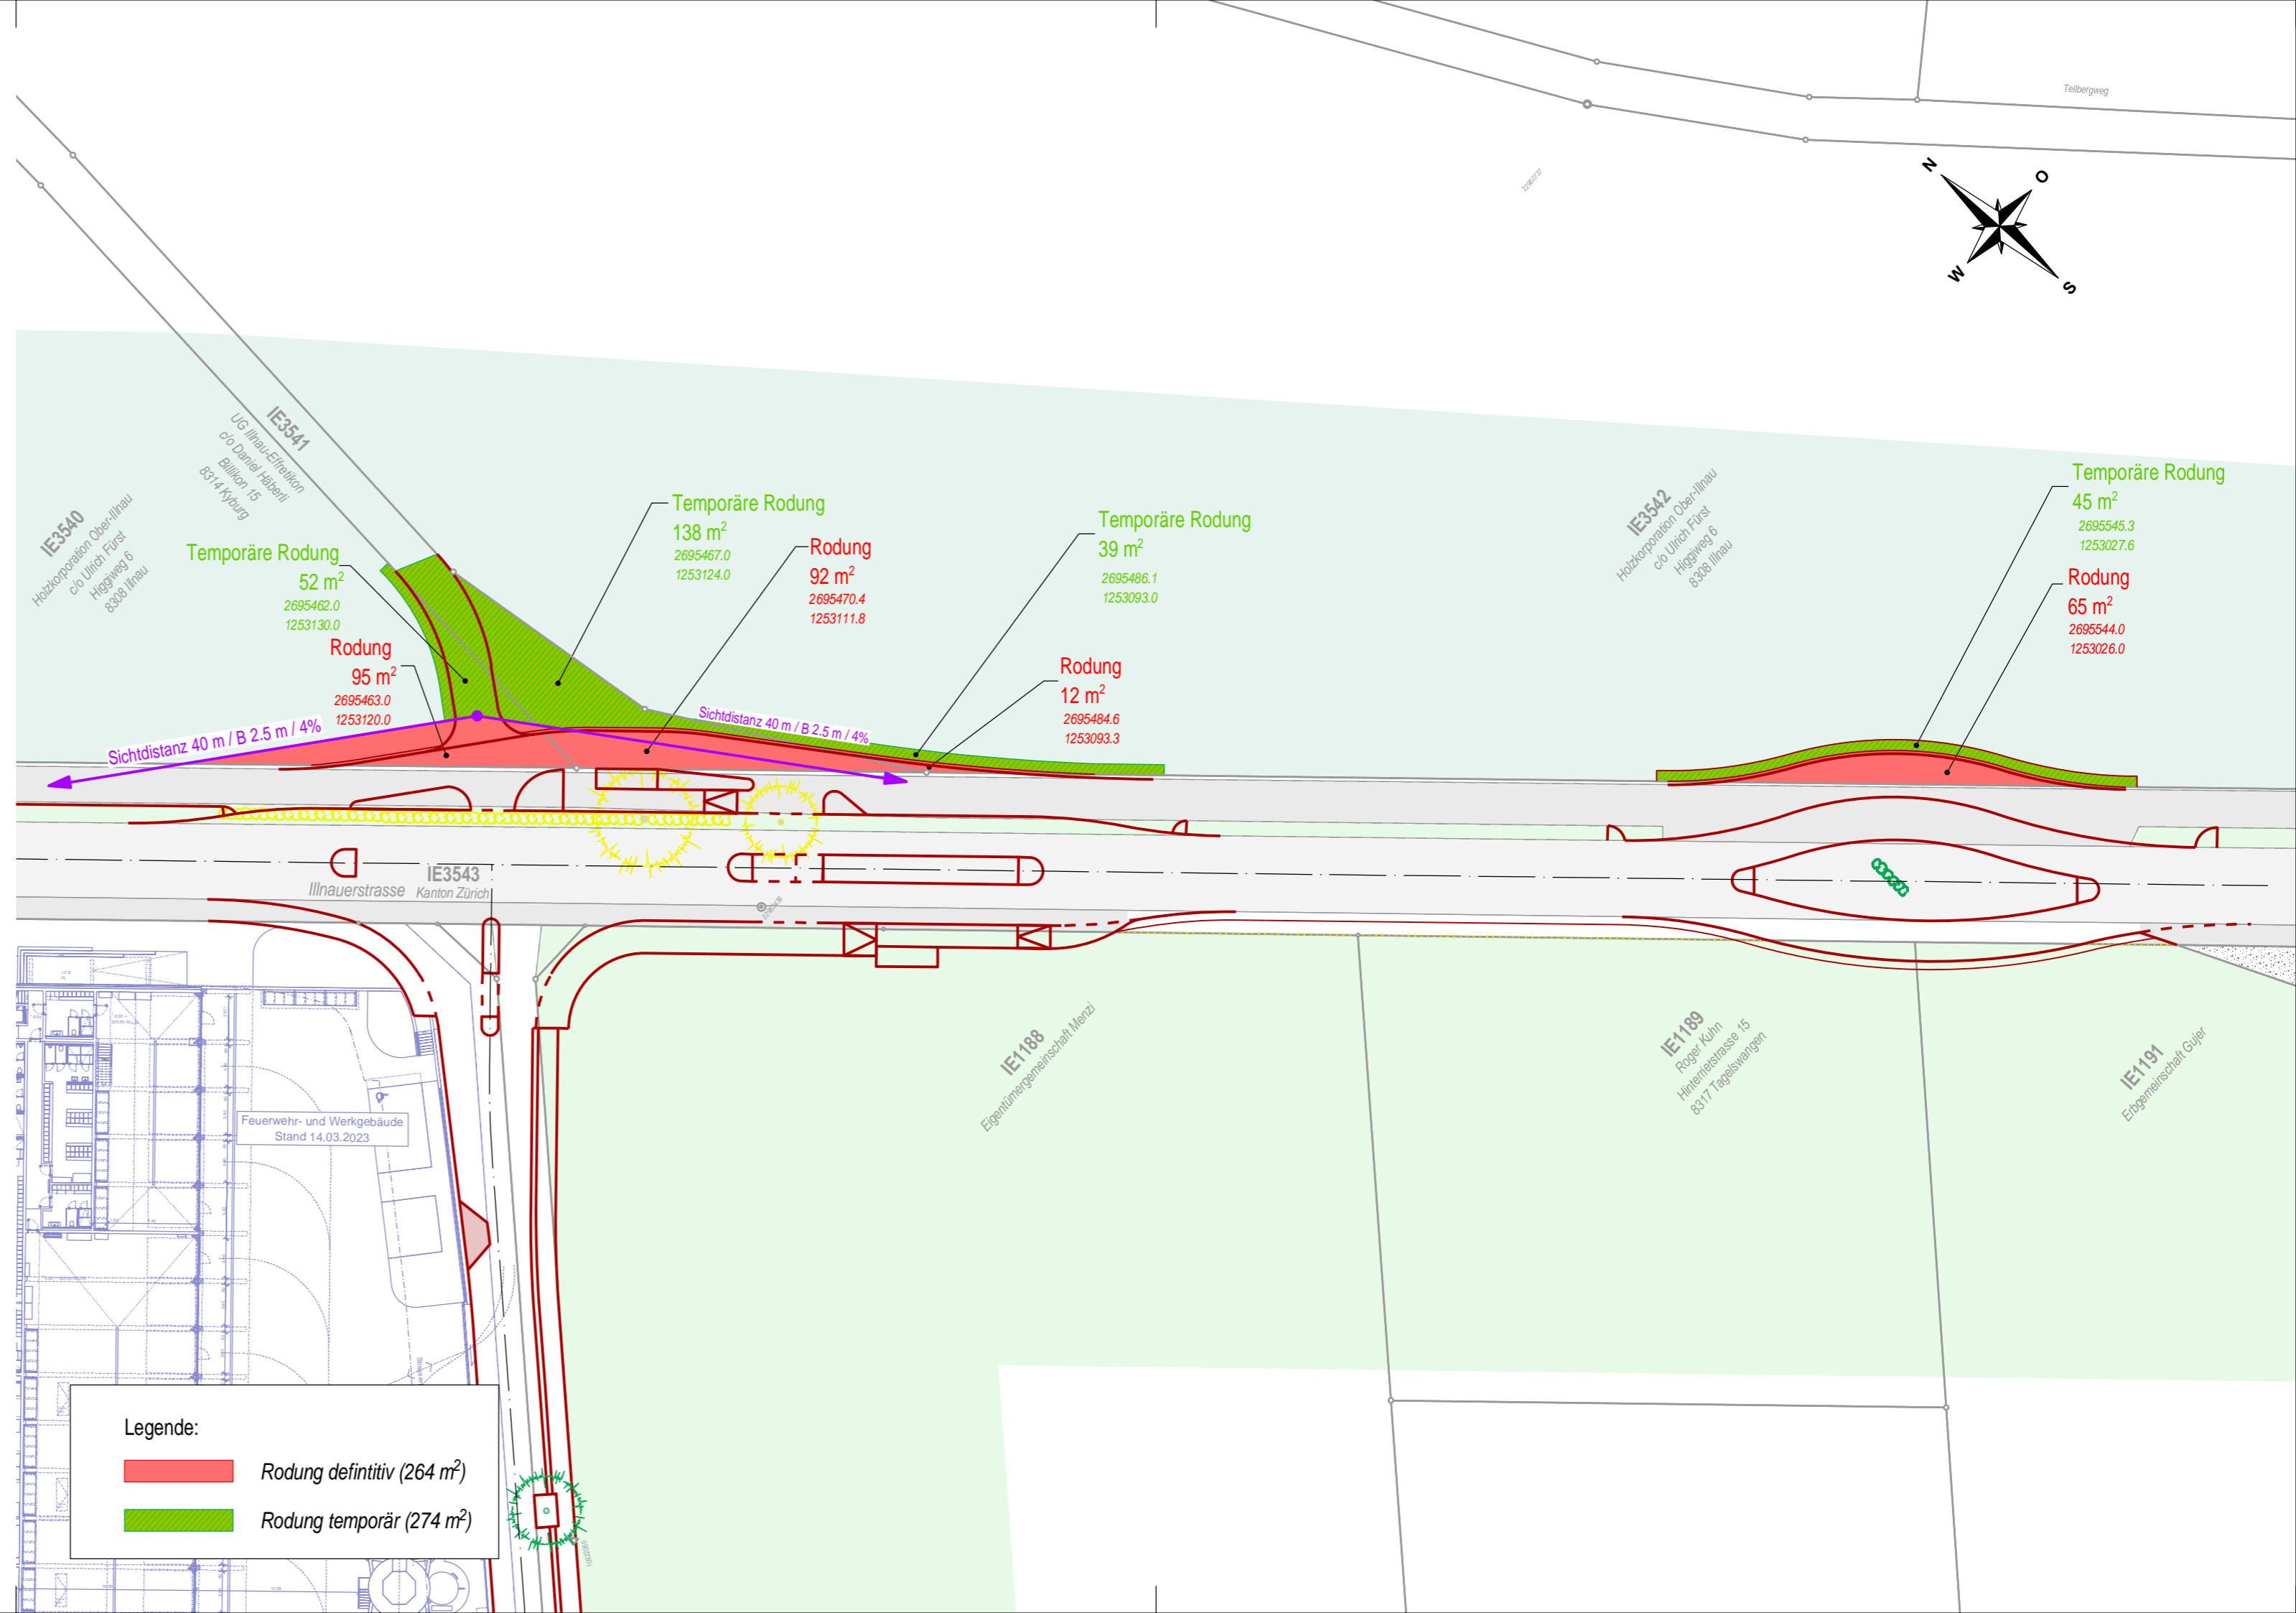 Tellbergweg
N
O
W
S
IE3541
UG Illnau-Effretikon
c/o Daniel Häberli
Billikon 15
8314 Kyburg
IE3540
Holzkorporation Ober-Illnau
c/o Ulrich Fürst
Higgiweg 6
8308 Illnau
IE3542
Holzkorporation Ober-Illnau
c/o Ulrich Fürst
Higgiweg 6
8308 Illnau
Temporäre Rodung
52 m²
2695462.0
1253130.0
Rodung
95 m²
2695463.0
1253120.0
Temporäre Rodung
138 m²
2695467.0
1253124.0
Rodung
92 m²
2695470.4
1253111.8
Temporäre Rodung
39 m²
2695486.1
1253093.0
Rodung
12 m²
2695484.6
1253093.3
Temporäre Rodung
45 m²
2695545.3
1253027.6
Rodung
65 m²
2695544.0
1253026.0
Sichtdistanz 40 m / B 2.5 m / 4%
Sichtdistanz 40 m / B 2.5 m / 4%
IE3543
Illnauerstrasse Kanton Zürich
IE1188
Eigentümergemeinschaft Menzi
IE1189
Roger Kuhn
Hinterrietstrasse 15
8317 Tagelswangen
IE1191
Erbgemeinschaft Gujer
Feuerwehr- und Werkgebäude
Stand 14.03.2023
Legende:
Rodung defintitiv (264 m²)
Rodung temporär (274 m²)